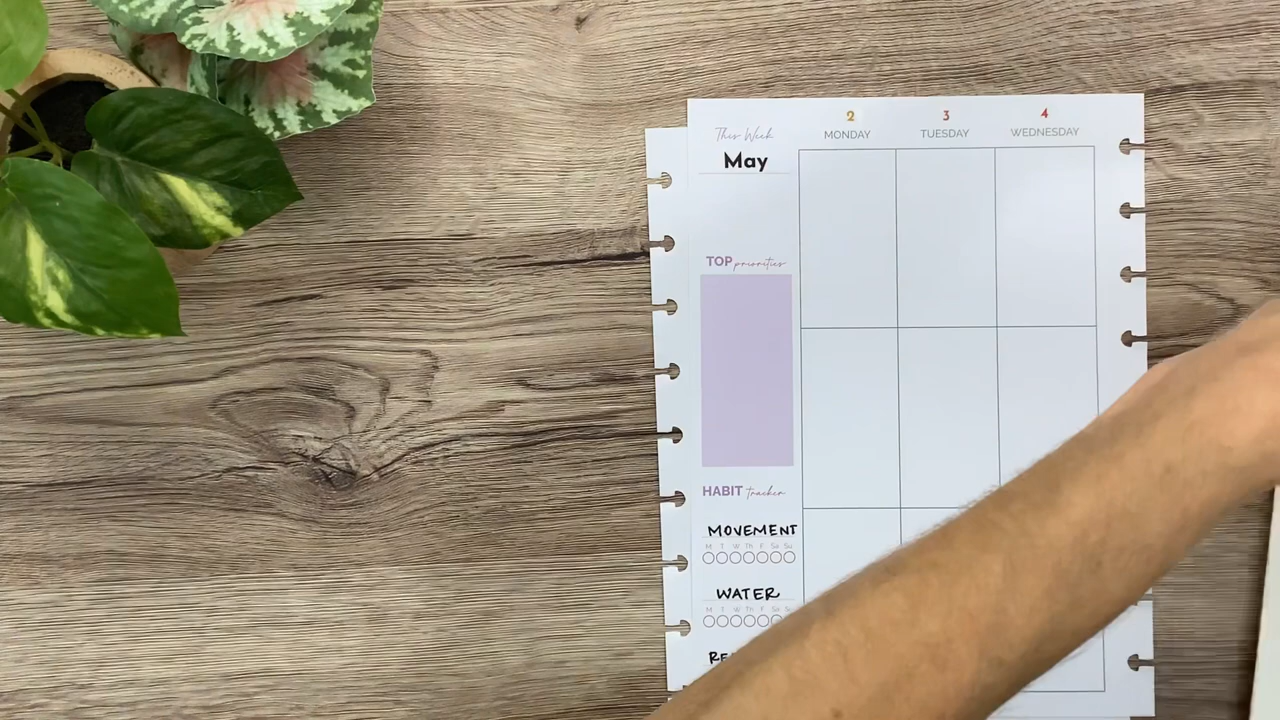 This Week
May
2 3 4
MONDAY TUESDAY WEDNESDAY
TOP priorities
HABIT tracker
MOVEMENT
M T W Th F Sa Su
WATER
M T W Th F Sa